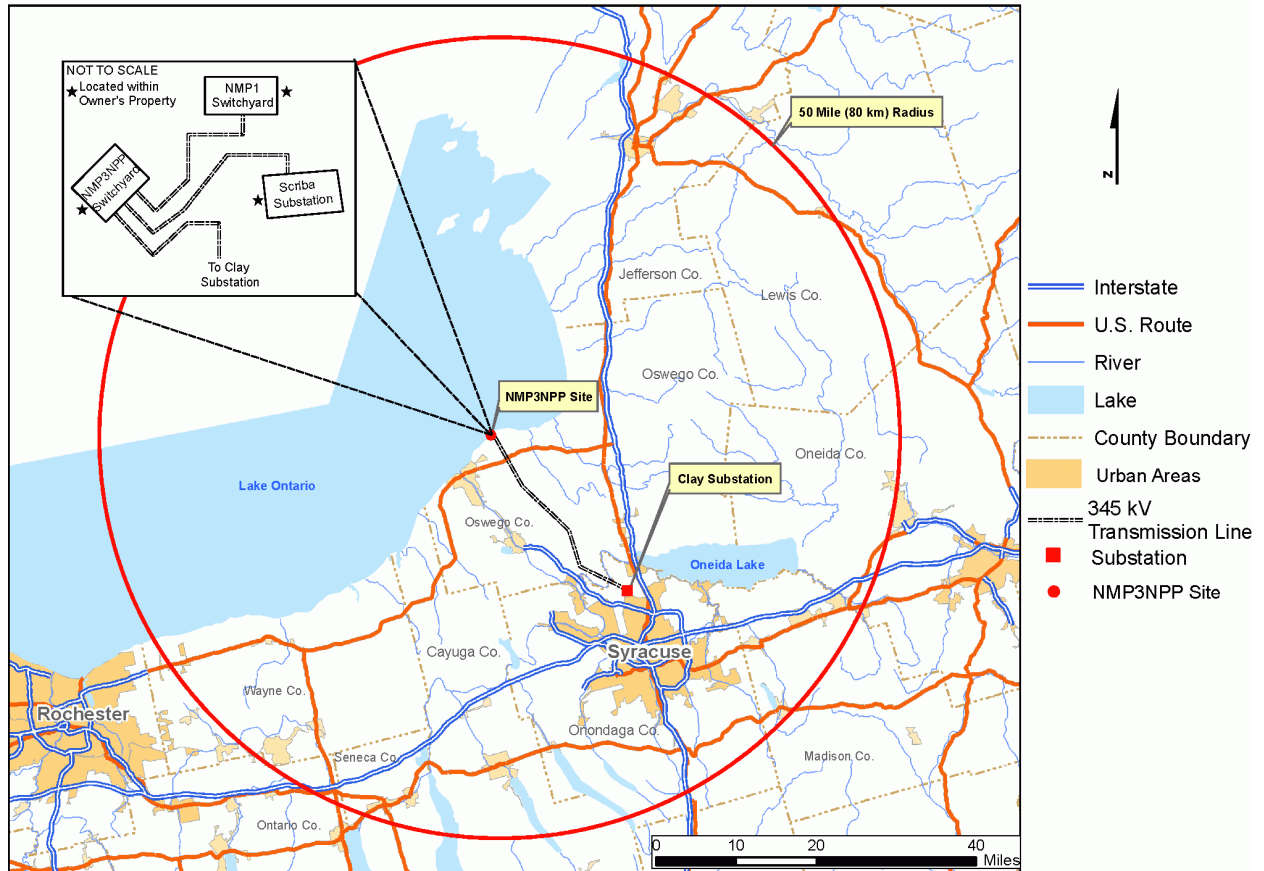 NOT TO SCALE
★ Located within
Owner's Property
NMP1
Switchyard
NMP3NPP
Switchyard
Scriba
Substation
To Clay
Substation
50 Mile (80 km) Radius
N
Jefferson Co.
Lewis Co.
Oswego Co.
NMP3NPP Site
Oneida Co.
Clay Substation
Lake Ontario
Oswego Co.
Oneida Lake
Cayuga Co.
Syracuse
Wayne Co.
Rochester
Onondaga Co.
Seneca Co.
Madison Co.
Ontario Co.
0 10 20 40
Miles
Interstate
U.S. Route
River
Lake
County Boundary
Urban Areas
345 kV
Transmission Line
Substation
NMP3NPP Site